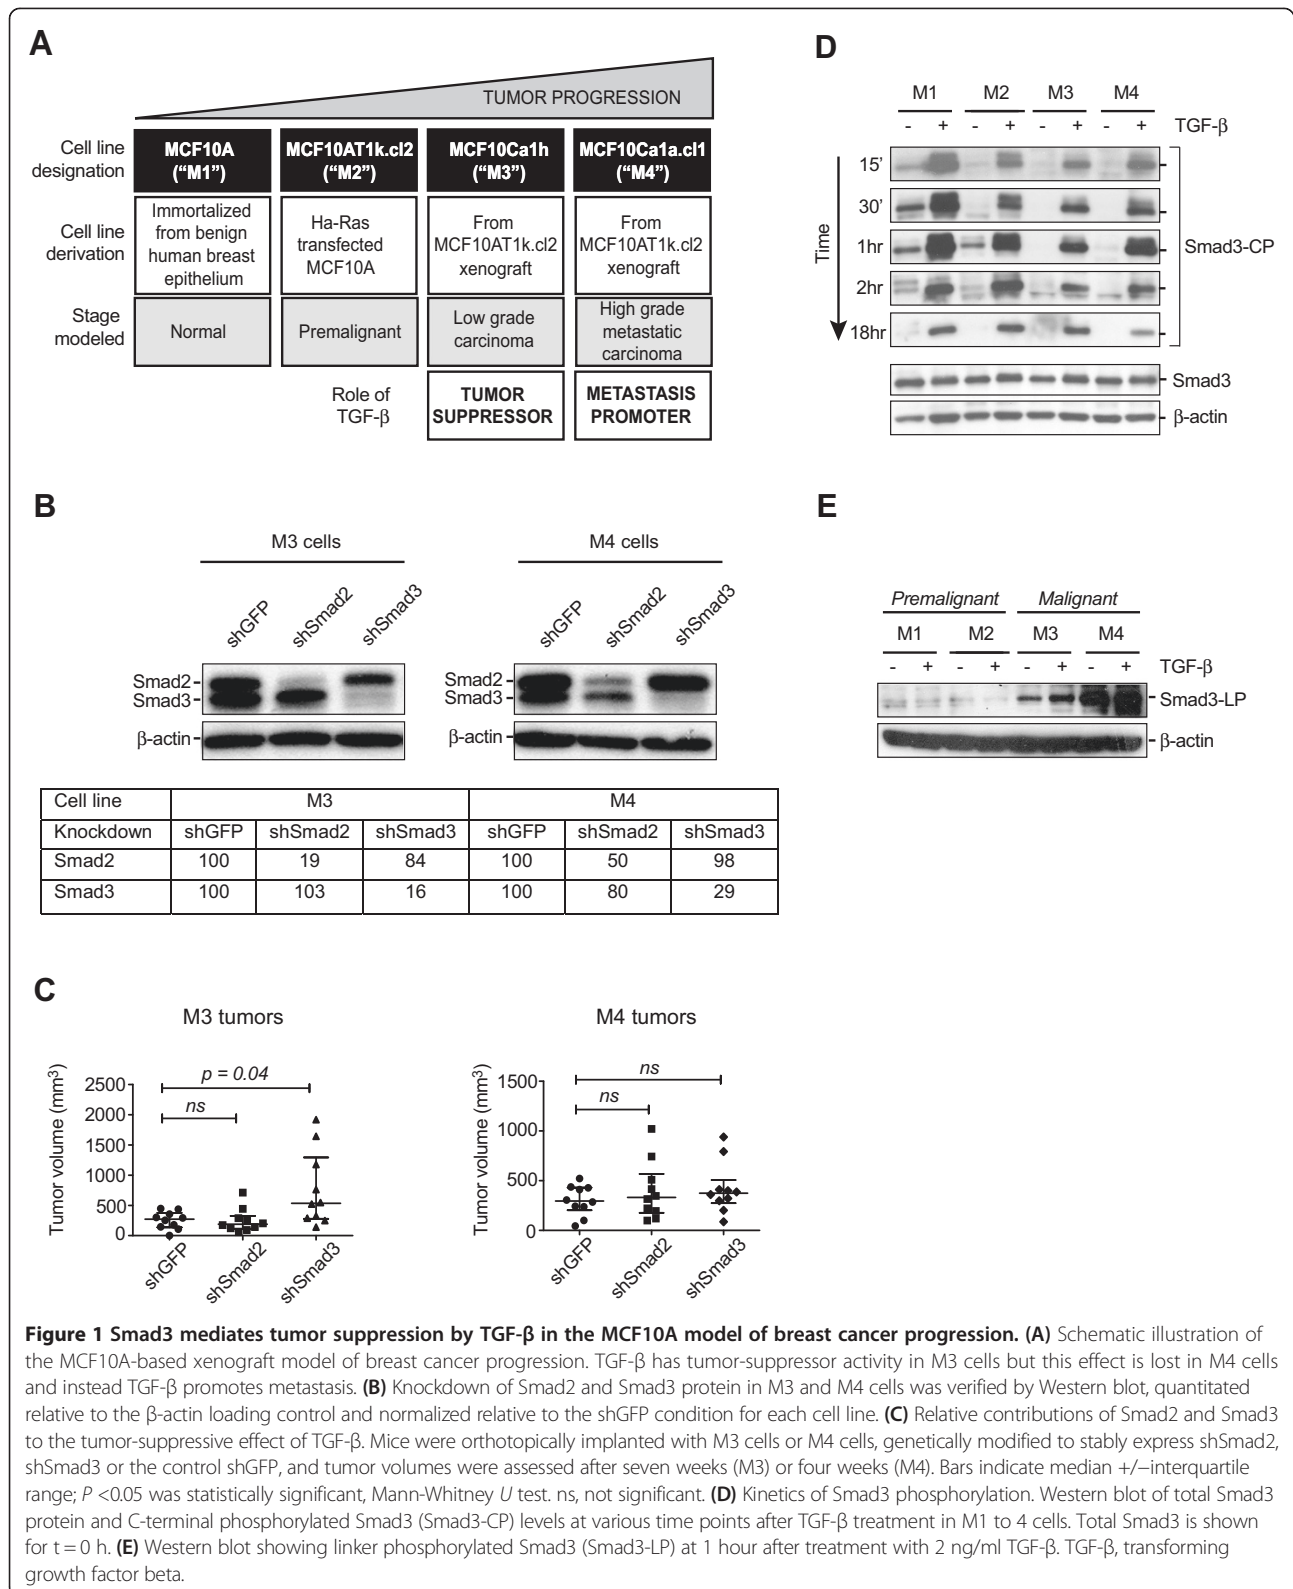 A
TUMOR PROGRESSION
Cell line
designation
MCF10A
("M1")
MCF10AT1k.cl2
("M2")
MCF10Ca1h
("M3")
MCF10Ca1a.cl1
("M4")
Cell line
derivation
Immortalized
from benign
human breast
epithelium
Ha-Ras
transfected
MCF10A
From
MCF10AT1k.cl2
xenograft
From
MCF10AT1k.cl2
xenograft
Stage
modeled
Normal
Premalignant
Low grade
carcinoma
High grade
metastatic
carcinoma
Role of
TGF-β
TUMOR
SUPPRESSOR
METASTASIS
PROMOTER
B
M3 cells
shGFP
shSmad2
shSmad3
Smad2
Smad3
β-actin
M4 cells
shGFP
shSmad2
shSmad3
Smad2
Smad3
β-actin
Cell line M3 M4
Knockdown shGFP shSmad2 shSmad3 shGFP shSmad2 shSmad3
Smad2 100 19 84 100 50 98
Smad3 100 103 16 100 80 29
C
M3 tumors
Tumor volume (mm³)
2500
2000
1500
1000
500
0
p = 0.04
ns
shGFP
shSmad2
shSmad3
M4 tumors
Tumor volume (mm³)
1500
1000
500
0
ns
ns
shGFP
shSmad2
shSmad3
D
M1 M2 M3 M4
- + - + - + - + TGF-β
Time
15'
30'
1hr
2hr
18hr
Smad3-CP
Smad3
β-actin
E
Premalignant Malignant
M1 M2 M3 M4
- + - + - + - + TGF-β
Smad3-LP
β-actin
Figure 1 Smad3 mediates tumor suppression by TGF-β in the MCF10A model of breast cancer progression. (A) Schematic illustration of
the MCF10A-based xenograft model of breast cancer progression. TGF-β has tumor-suppressor activity in M3 cells but this effect is lost in M4 cells
and instead TGF-β promotes metastasis. (B) Knockdown of Smad2 and Smad3 protein in M3 and M4 cells was verified by Western blot, quantitated
relative to the β-actin loading control and normalized relative to the shGFP condition for each cell line. (C) Relative contributions of Smad2 and Smad3
to the tumor-suppressive effect of TGF-β. Mice were orthotopically implanted with M3 cells or M4 cells, genetically modified to stably express shSmad2,
shSmad3 or the control shGFP, and tumor volumes were assessed after seven weeks (M3) or four weeks (M4). Bars indicate median +/−interquartile
range; P <0.05 was statistically significant, Mann-Whitney U test. ns, not significant. (D) Kinetics of Smad3 phosphorylation. Western blot of total Smad3
protein and C-terminal phosphorylated Smad3 (Smad3-CP) levels at various time points after TGF-β treatment in M1 to 4 cells. Total Smad3 is shown
for t = 0 h. (E) Western blot showing linker phosphorylated Smad3 (Smad3-LP) at 1 hour after treatment with 2 ng/ml TGF-β. TGF-β, transforming
growth factor beta.